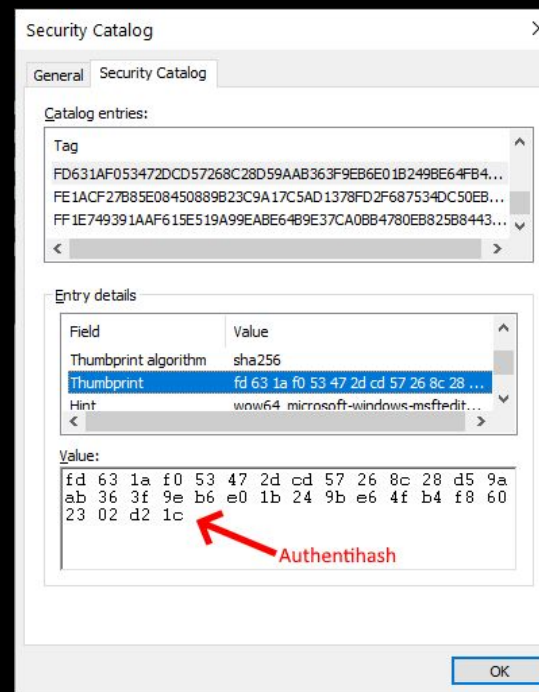 Security Catalog
General Security Catalog
Catalog entries:
Tag
FD631AF053472DCD57268C28D59AAB363F9EB6E01B249BE64FB4...
FE1ACF27B85E08450889B23C9A17C5AD1378FD2F687534DC50EB...
FF1E749391AAF615E519A99EABE64B9E37CA0BB4780EB825B8443...
Entry details
Field Value
Thumbprint algorithm sha256
Thumbprint fd 63 1a f0 53 47 2d cd 57 26 8c 28 ...
Hint wow64_microsoft-windows-msftedit...
Value:
fd 63 1a f0 53 47 2d cd 57 26 8c 28 d5 9a
ab 36 3f 9e b6 e0 1b 24 9b e6 4f b4 f8 60
23 02 d2 1c
Authentihash
OK